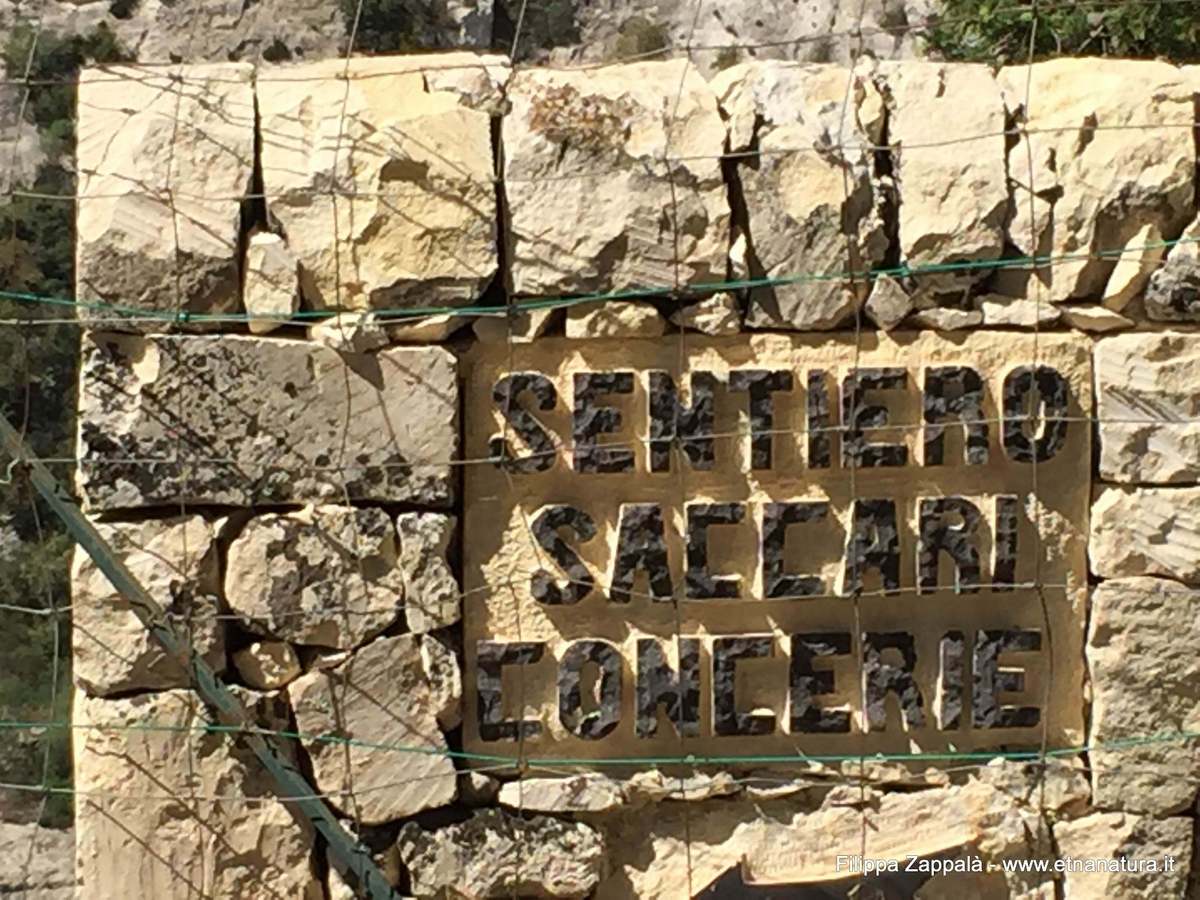 SENTIERO
SACCARI
CONCERIE
Filippa Zappalà - www.etnanatura.it